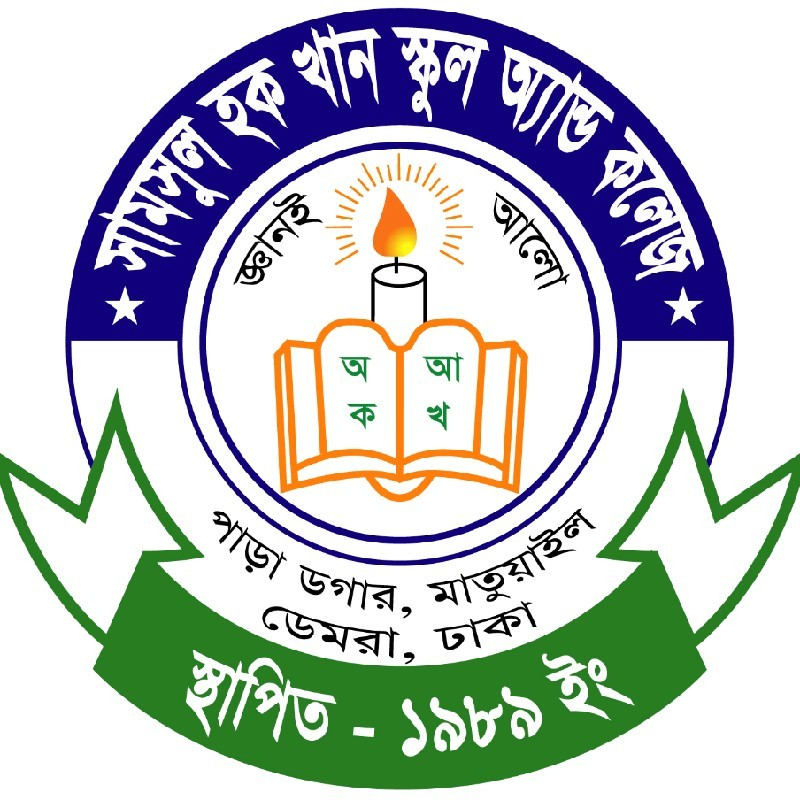 সামসুল হক খান স্কুল অ্যান্ড কলেজ
জ্ঞানই আলো
অ আ
ক খ
পাড়া ডগার, মাতুয়াইল
ডেমরা, ঢাকা
স্থাপিত - ১৯৮৯ ইং